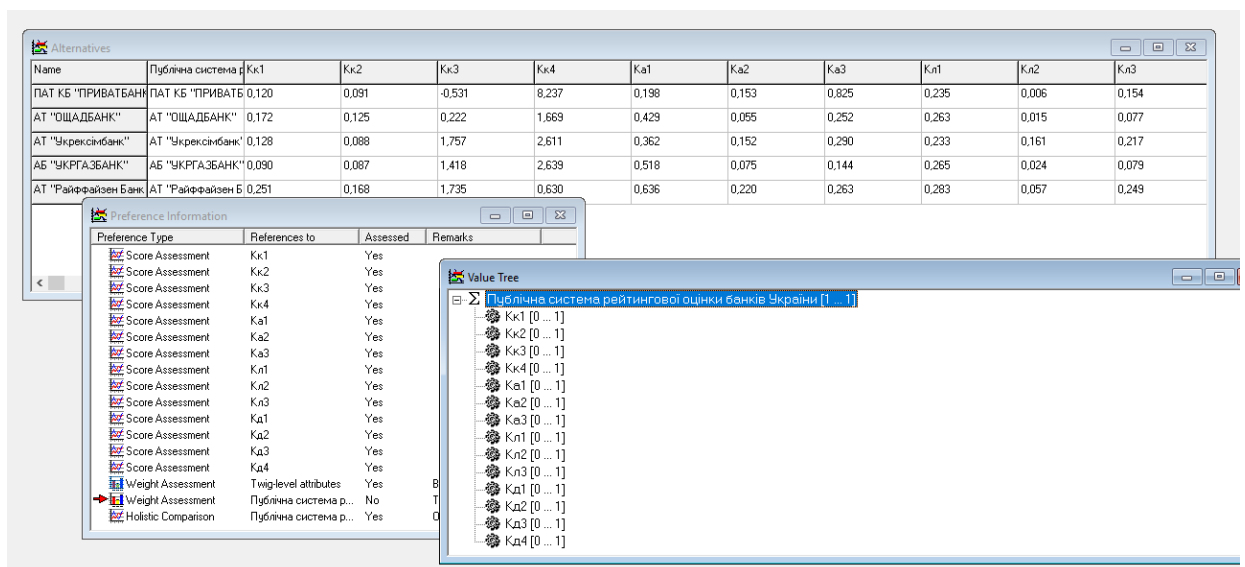 Alternatives
Name Публічна система р Кк1 Кк2 Кк3 Кк4 Ка1 Ка2 Ка3 Кл1 Кл2 Кл3
ПАТ КБ "ПРИВАТБАНК ПАТ КБ "ПРИВАТБ 0,120 0,091 -0,531 8,237 0,198 0,153 0,825 0,235 0,006 0,154
АТ "ОЩАДБАНК" АТ "ОЩАДБАНК" 0,172 0,125 0,222 1,669 0,429 0,055 0,252 0,263 0,015 0,077
АТ "Укрексімбанк" АТ "Укрексімбанк" 0,128 0,088 1,757 2,611 0,362 0,152 0,290 0,233 0,161 0,217
АБ "УКРГАЗБАНК" АБ "УКРГАЗБАНК" 0,090 0,087 1,418 2,639 0,518 0,075 0,144 0,265 0,024 0,079
АТ "Райффайзен Банк АТ "Райффайзен Б 0,251 0,168 1,735 0,630 0,636 0,220 0,263 0,283 0,057 0,249
Preference Information
Preference Type References to Assessed Remarks
Score Assessment Кк1 Yes
Score Assessment Кк2 Yes
Score Assessment Кк3 Yes
Score Assessment Кк4 Yes
Score Assessment Ка1 Yes
Score Assessment Ка2 Yes
Score Assessment Ка3 Yes
Score Assessment Кл1 Yes
Score Assessment Кл2 Yes
Score Assessment Кл3 Yes
Score Assessment Кд1 Yes
Score Assessment Кд2 Yes
Score Assessment Кд3 Yes
Score Assessment Кд4 Yes
Weight Assessment Twig-level attributes Yes B
Weight Assessment Публічна система р... No T
Holistic Comparison Публічна система р... Yes O
Value Tree
Σ Публічна система рейтингової оцінки банків України [1 ... 1]
Кк1 [0 ... 1]
Кк2 [0 ... 1]
Кк3 [0 ... 1]
Кк4 [0 ... 1]
Ка1 [0 ... 1]
Ка2 [0 ... 1]
Ка3 [0 ... 1]
Кл1 [0 ... 1]
Кл2 [0 ... 1]
Кл3 [0 ... 1]
Кд1 [0 ... 1]
Кд2 [0 ... 1]
Кд3 [0 ... 1]
Кд4 [0 ... 1]